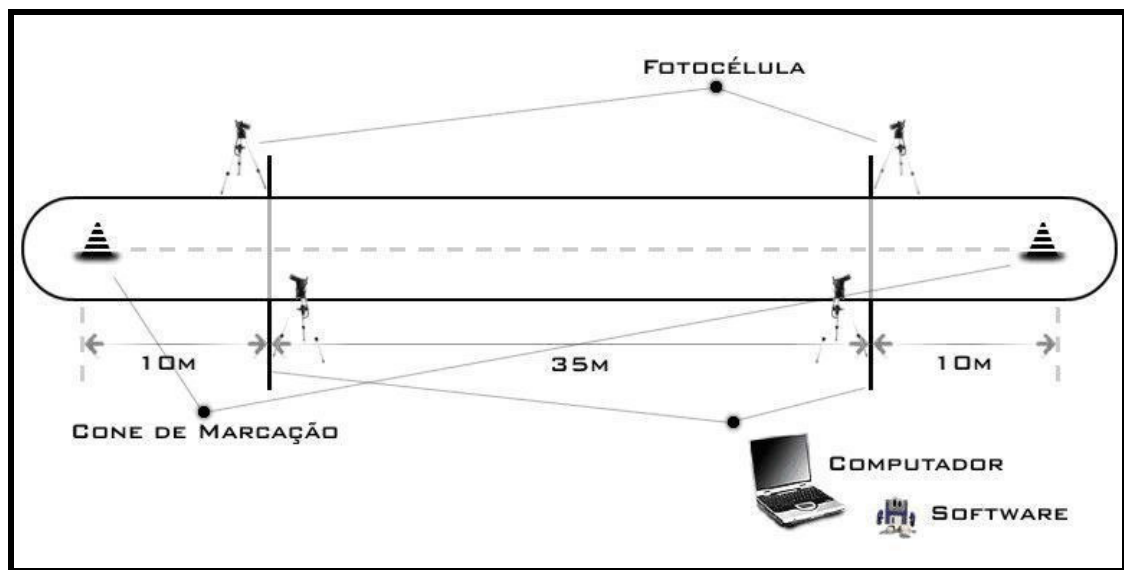 Fotocélula
10m
35m
10m
Cone de Marcação
Computador
Software